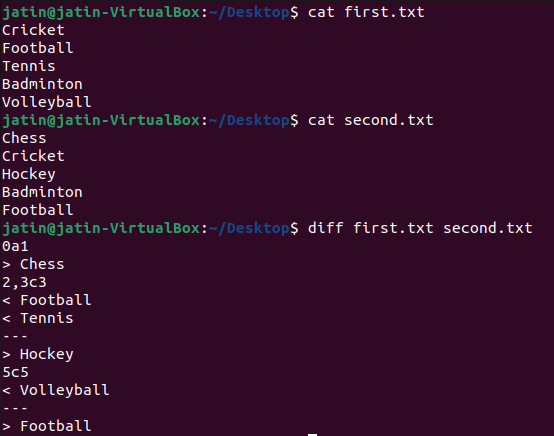 jatin@jatin-VirtualBox:~/Desktop$ cat first.txt
Cricket
Football
Tennis
Badminton
Volleyball
jatin@jatin-VirtualBox:~/Desktop$ cat second.txt
Chess
Cricket
Hockey
Badminton
Football
jatin@jatin-VirtualBox:~/Desktop$ diff first.txt second.txt
0a1
> Chess
2,3c3
< Football
< Tennis
---
> Hockey
5c5
< Volleyball
---
> Football